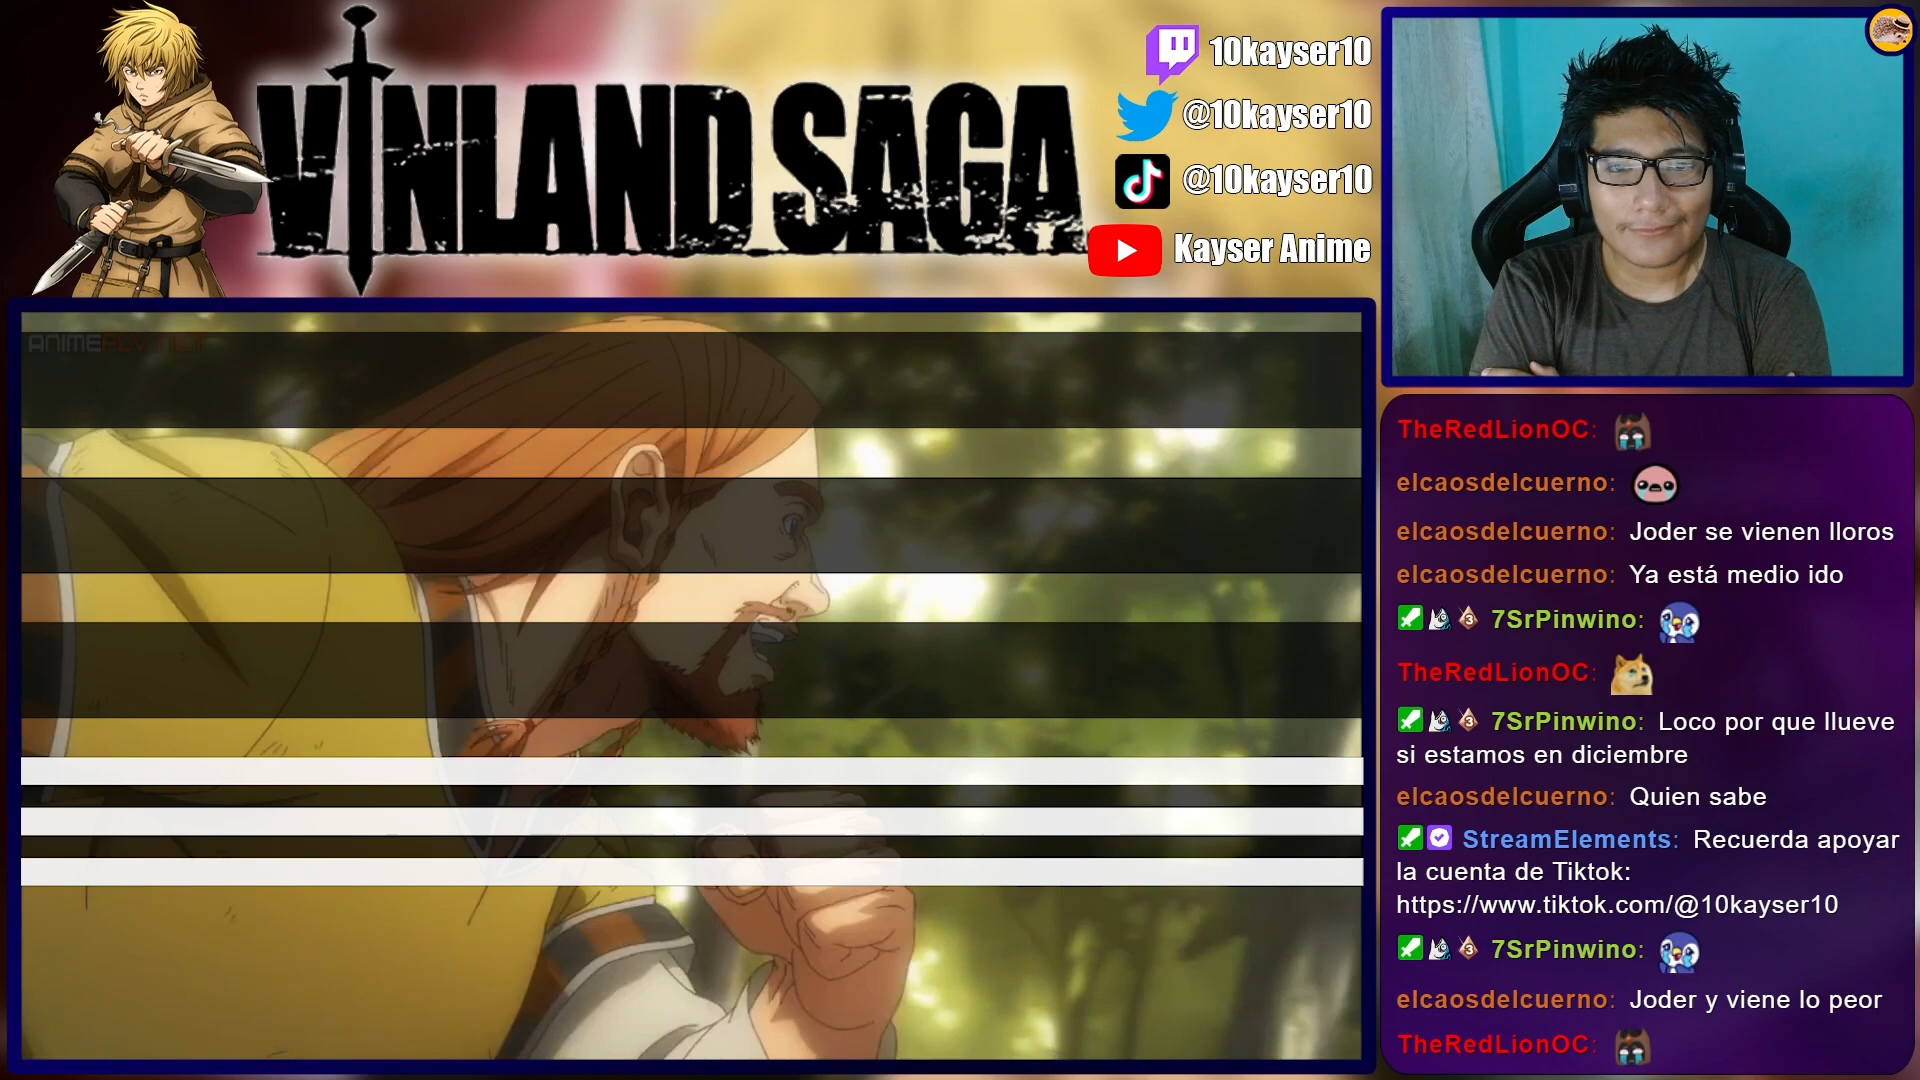 VINLAND SAGA
10kayser10
@10kayser10
@10kayser10
Kayser Anime
ANIMEFLV.NET
TheRedLionOC:
elcaosdelcuerno:
elcaosdelcuerno: Joder se vienen lloros
elcaosdelcuerno: Ya está medio ido
7SrPinwino:
TheRedLionOC:
7SrPinwino: Loco por que llueve
si estamos en diciembre
elcaosdelcuerno: Quien sabe
StreamElements: Recuerda apoyar
la cuenta de Tiktok:
https://www.tiktok.com/@10kayser10
7SrPinwino:
elcaosdelcuerno: Joder y viene lo peor
TheRedLionOC: